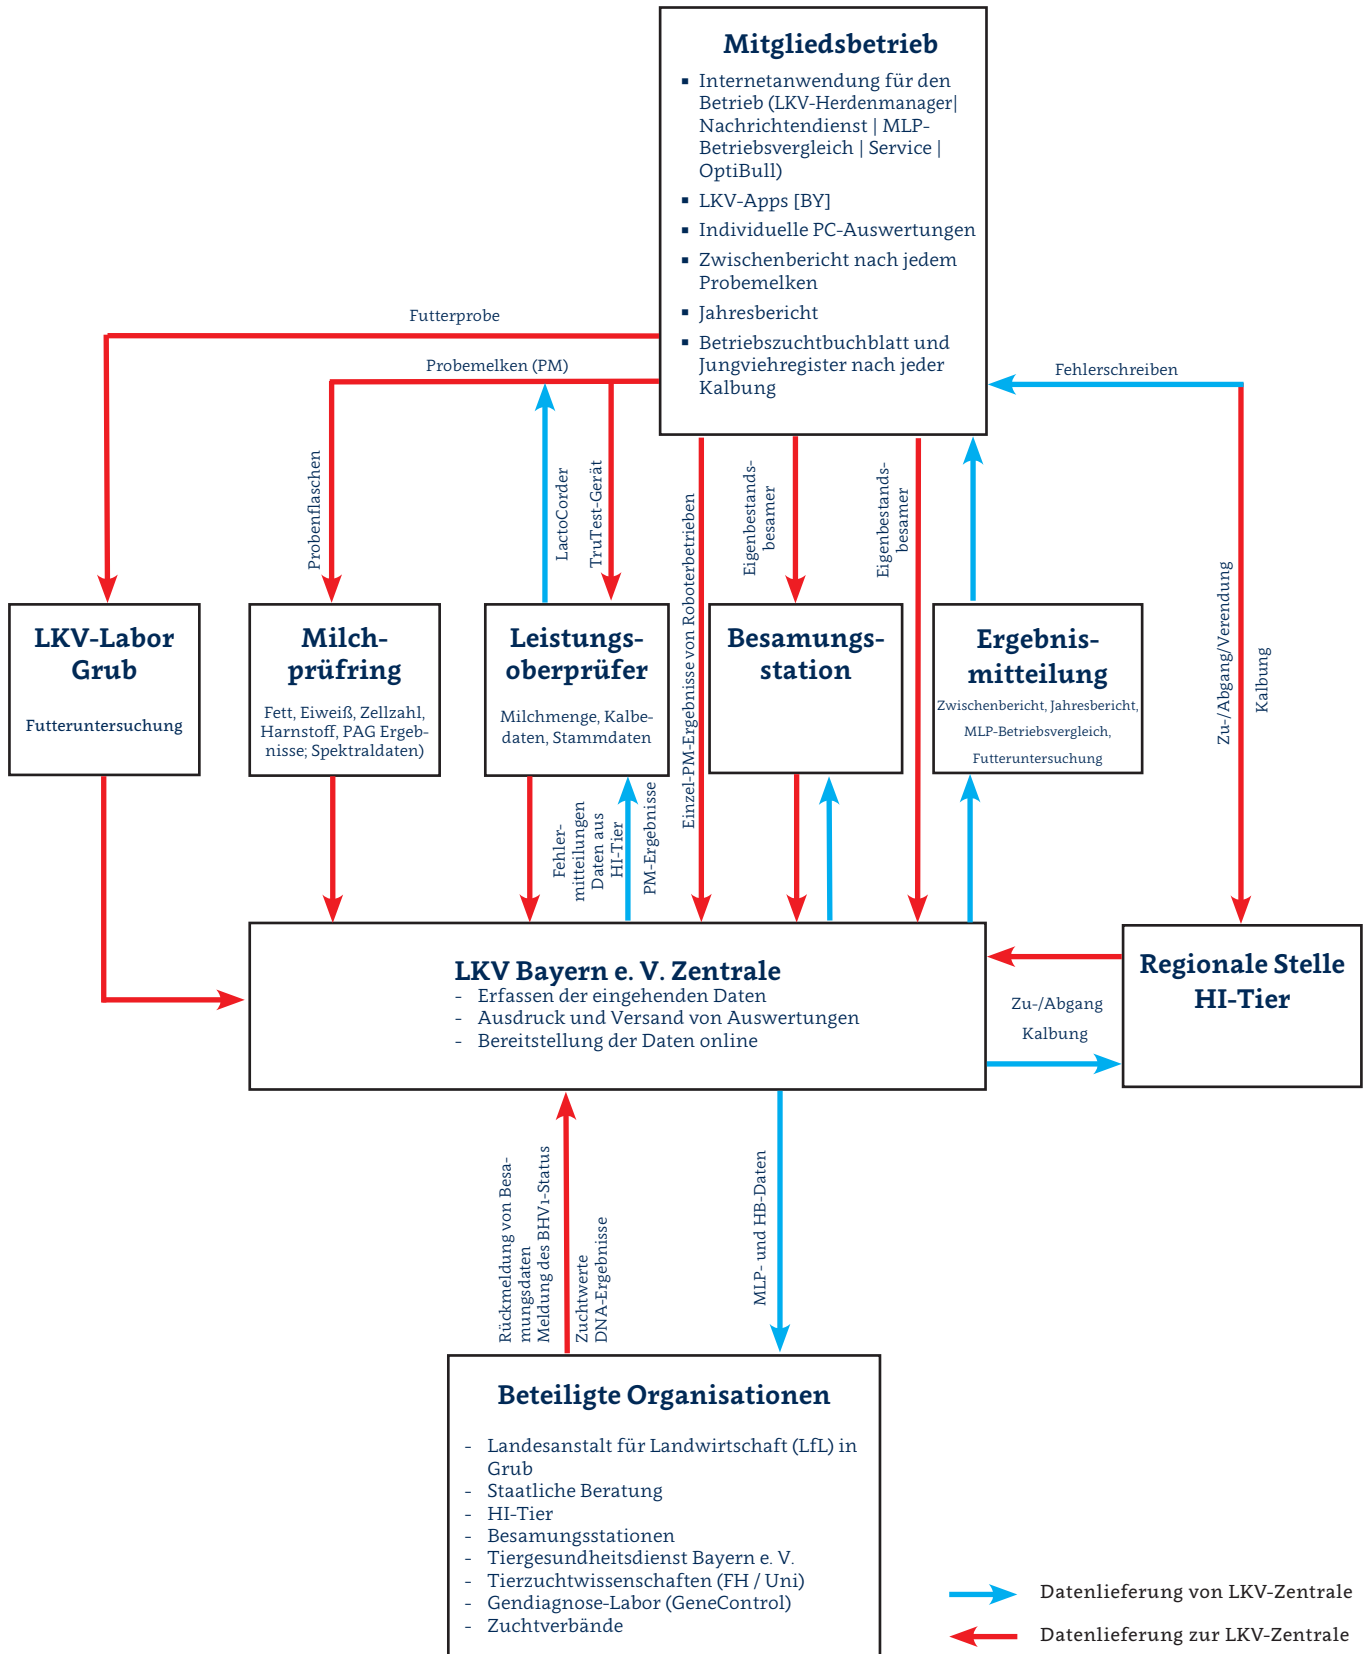 Mitgliedsbetrieb
▪ Internetanwendung für den
Betrieb (LKV-Herdenmanager|
Nachrichtendienst | MLP-
Betriebsvergleich | Service |
OptiBull)
▪ LKV-Apps [BY]
▪ Individuelle PC-Auswertungen
▪ Zwischenbericht nach jedem
Probemelken
▪ Jahresbericht
▪ Betriebszuchtbuchblatt und
Jungviehregister nach jeder
Kalbung
Futterprobe
Probemelken (PM)
Fehlerschreiben
Probenflaschen
LactoCorder
TruTest-Gerät
Einzel-PM-Ergebnisse von Roboterbetrieben
Eigenbestands-
besamer
Eigenbestands-
besamer
Zu-/Abgang/Verendung
Kalbung
LKV-Labor
Grub
Futteruntersuchung
Milch-
prüfring
Fett, Eiweiß, Zellzahl,
Harnstoff, PAG Ergeb-
nisse; Spektraldaten)
Leistungs-
oberprüfer
Milchmenge, Kalbe-
daten, Stammdaten
Besamungs-
station
Ergebnis-
mitteilung
Zwischenbericht, Jahresbericht,
MLP-Betriebsvergleich,
Futteruntersuchung
Fehler-
mitteilungen
Daten aus
HI-Tier
PM-Ergebnisse
LKV Bayern e. V. Zentrale
- Erfassen der eingehenden Daten
- Ausdruck und Versand von Auswertungen
- Bereitstellung der Daten online
Zu-/Abgang
Kalbung
Regionale Stelle
HI-Tier
Rückmeldung von Besa-
mungsdaten
Meldung des BHV1-Status
Zuchtwerte
DNA-Ergebnisse
MLP- und HB-Daten
Beteiligte Organisationen
- Landesanstalt für Landwirtschaft (LfL) in
Grub
- Staatliche Beratung
- HI-Tier
- Besamungsstationen
- Tiergesundheitsdienst Bayern e. V.
- Tierzuchtwissenschaften (FH / Uni)
- Gendiagnose-Labor (GeneControl)
- Zuchtverbände
Datenlieferung von LKV-Zentrale
Datenlieferung zur LKV-Zentrale